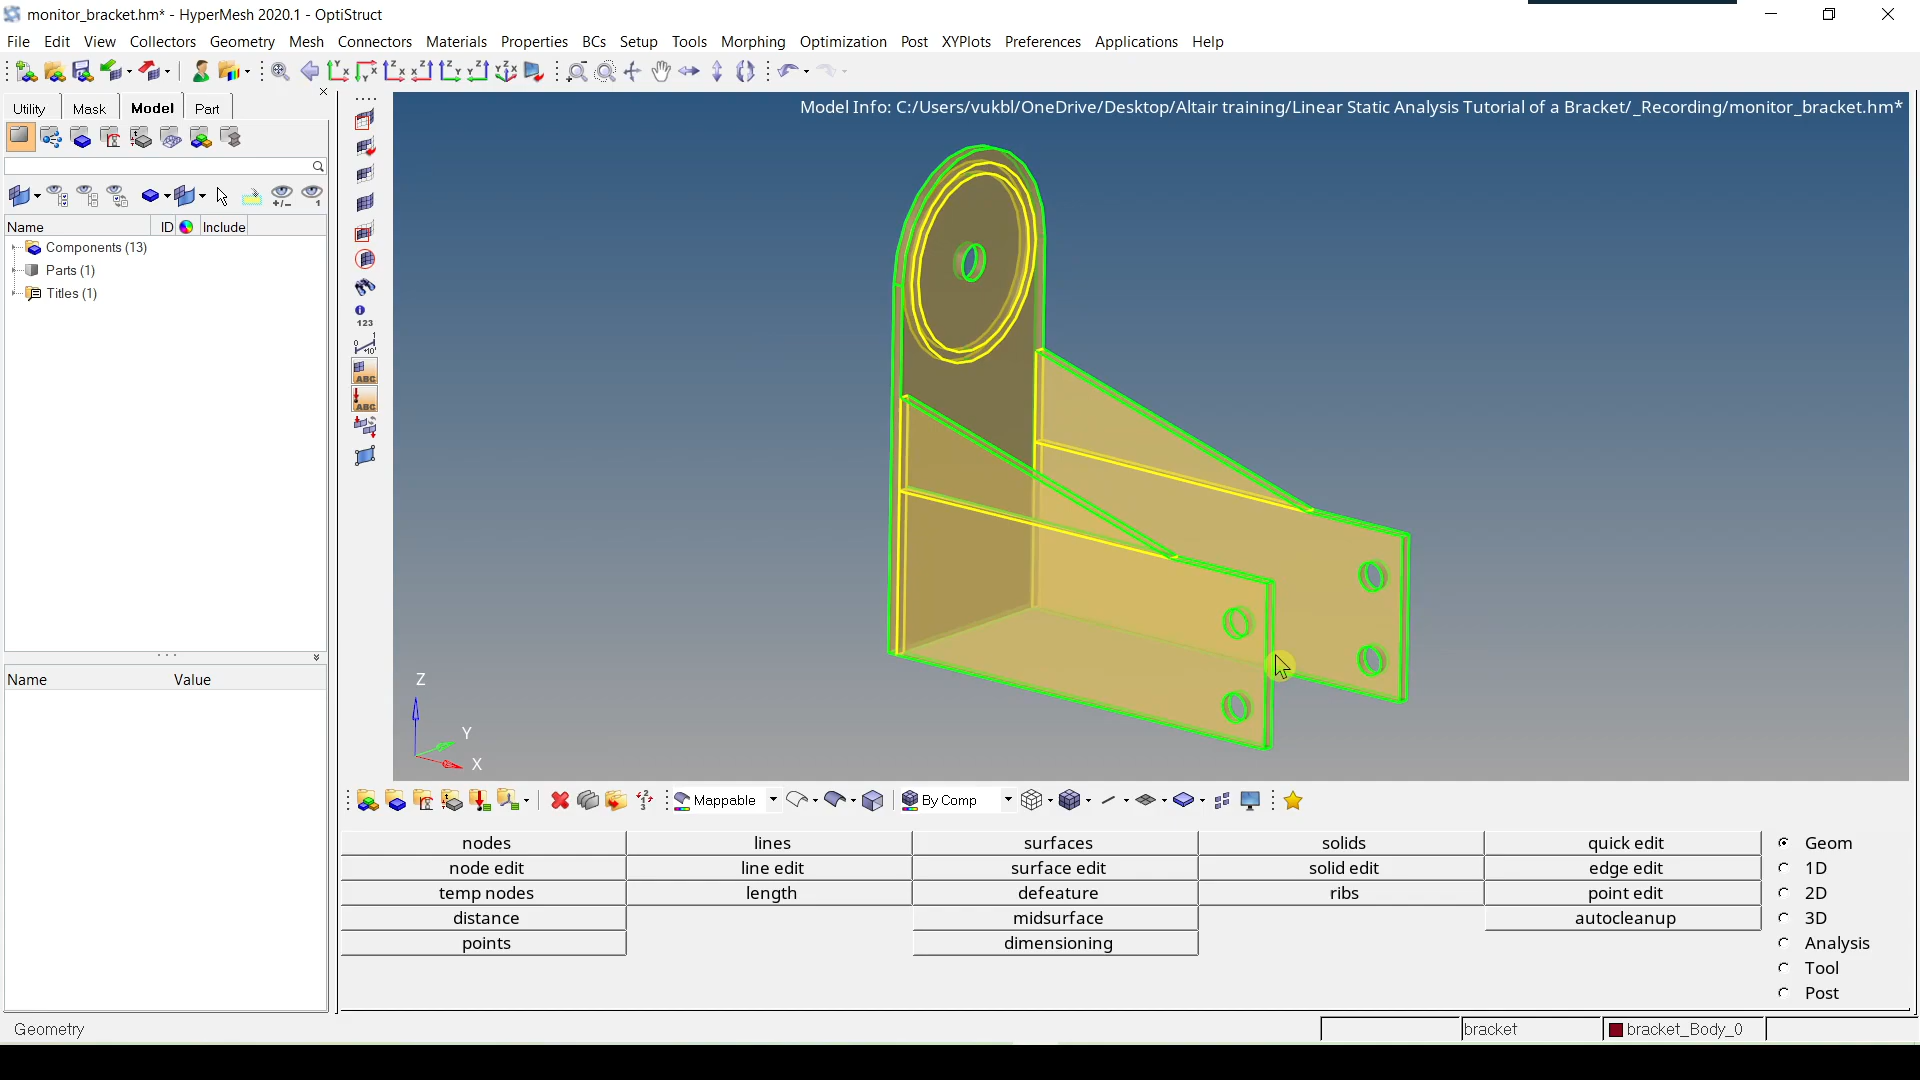 monitor_bracket.hm* - HyperMesh 2020.1 - OptiStruct
File Edit View Collectors Geometry Mesh Connectors Materials Properties BCs Setup Tools Morphing Optimization Post XYPlots Preferences Applications Help
Utility Mask Model Part
Model Info: C:/Users/vukbl/OneDrive/Desktop/Altair training/Linear Static Analysis Tutorial of a Bracket/_Recording/monitor_bracket.hm*
Name ID Include
Components (13)
Parts (1)
Titles (1)
123
ABC
ABC
Name Value
Z
Y
X
Mappable By Comp
nodes lines surfaces solids quick edit Geom
node edit line edit surface edit solid edit edge edit 1D
temp nodes length defeature ribs point edit 2D
distance midsurface autocleanup 3D
points dimensioning Analysis
Tool
Post
Geometry bracket bracket_Body_0